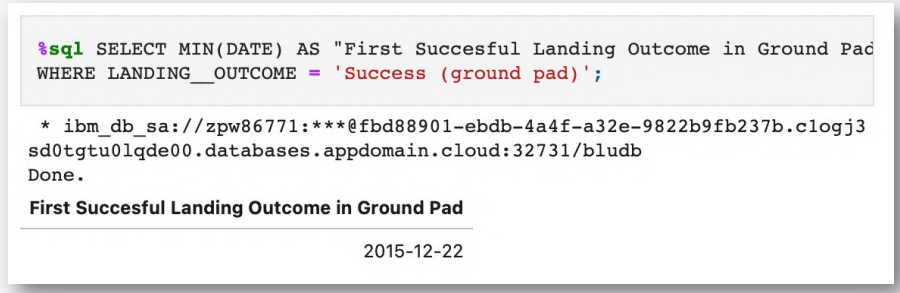 %sql SELECT MIN(DATE) AS "First Succesful Landing Outcome in Ground Pad
WHERE LANDING__OUTCOME = 'Success (ground pad)';
* ibm_db_sa://zpw86771:***@fbd88901-ebdb-4a4f-a32e-9822b9fb237b.c1ogj3
sd0tgtu0lqde00.databases.appdomain.cloud:32731/bludb
Done.
First Succesful Landing Outcome in Ground Pad
2015-12-22